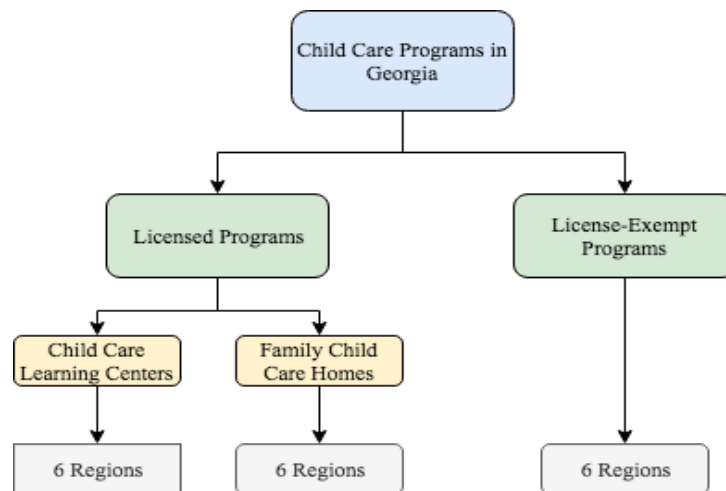 Child Care Programs in
Georgia
Licensed Programs
License-Exempt
Programs
Child Care
Learning Centers
Family Child
Care Homes
6 Regions
6 Regions
6 Regions